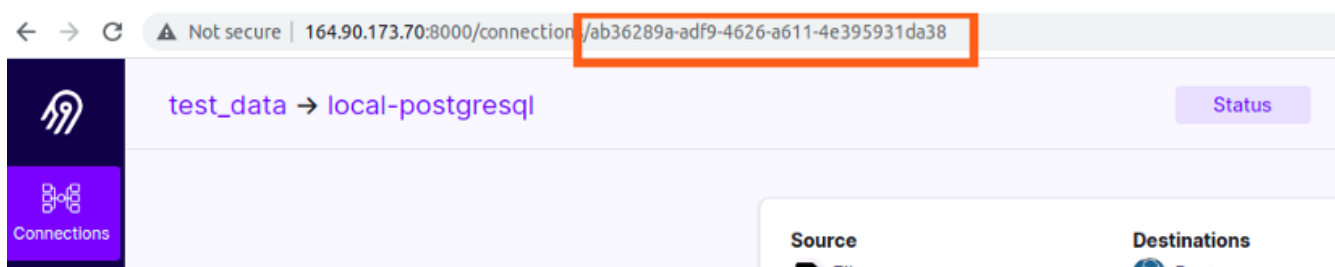 Not secure | 164.90.173.70:8000/connections/ab36289a-adf9-4626-a611-4e395931da38
test_data → local-postgresql Status
Connections
Source Destinations